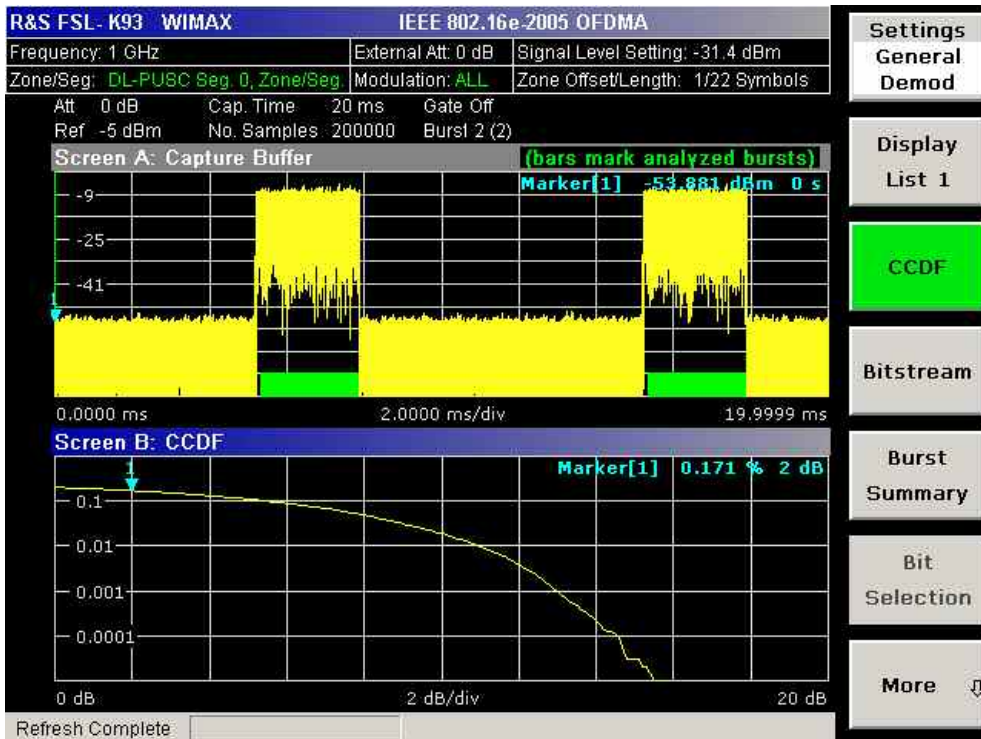 R&S FSL-K93 WIMAX IEEE 802.16e-2005 OFDMA
Frequency: 1 GHz External Att: 0 dB Signal Level Setting: -31.4 dBm
Zone/Seg: DL-PUSC Seg. 0, Zone/Seg. Modulation: ALL Zone Offset/Length: 1/22 Symbols
Att 0 dB Cap. Time 20 ms Gate Off
Ref -5 dBm No. Samples 200000 Burst 2 (2)
Screen A: Capture Buffer (bars mark analyzed bursts)
Marker[1] -53.881 dBm 0 s
-9
-25
-41
1
0.0000 ms 2.0000 ms/div 19.9999 ms
Screen B: CCDF
1 Marker[1] 0.171 % 2 dB
0.1
0.01
0.001
0.0001
0 dB 2 dB/div 20 dB
Refresh Complete
Settings
General
Demod
Display
List 1
CCDF
Bitstream
Burst
Summary
Bit
Selection
More